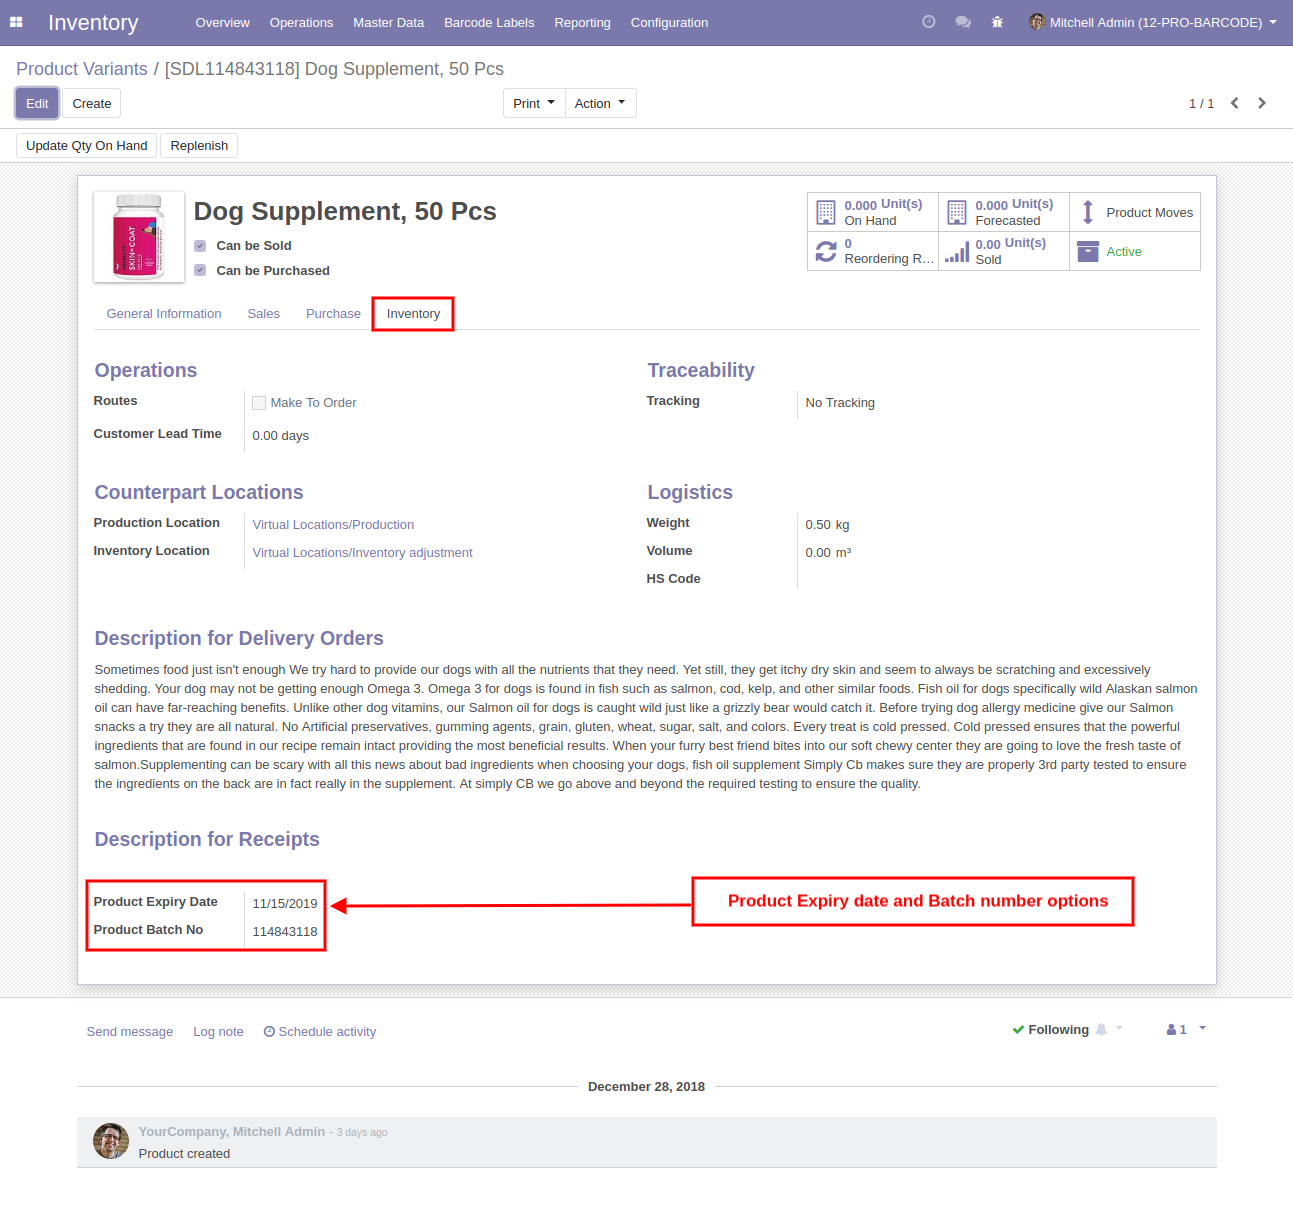 Inventory Overview Operations Master Data Barcode Labels Reporting Configuration Mitchell Admin (12-PRO-BARCODE)
Product Variants / [SDL114843118] Dog Supplement, 50 Pcs
Edit Create Print Action 1 / 1
Update Qty On Hand Replenish
SKIN+COAT
Dog Supplement, 50 Pcs
Can be Sold
Can be Purchased
0.000 Unit(s)
On Hand
0.000 Unit(s)
Forecasted
Product Moves
0
Reordering R...
0.00 Unit(s)
Sold
Active
General Information Sales Purchase Inventory
Operations
Routes Make To Order
Customer Lead Time 0.00 days
Traceability
Tracking No Tracking
Counterpart Locations
Production Location Virtual Locations/Production
Inventory Location Virtual Locations/Inventory adjustment
Logistics
Weight 0.50 kg
Volume 0.00 m³
HS Code
Description for Delivery Orders
Sometimes food just isn't enough We try hard to provide our dogs with all the nutrients that they need. Yet still, they get itchy dry skin and seem to always be scratching and excessively
shedding. Your dog may not be getting enough Omega 3. Omega 3 for dogs is found in fish such as salmon, cod, kelp, and other similar foods. Fish oil for dogs specifically wild Alaskan salmon
oil can have far-reaching benefits. Unlike other dog vitamins, our Salmon oil for dogs is caught wild just like a grizzly bear would catch it. Before trying dog allergy medicine give our Salmon
snacks a try they are all natural. No Artificial preservatives, gumming agents, grain, gluten, wheat, sugar, salt, and colors. Every treat is cold pressed. Cold pressed ensures that the powerful
ingredients that are found in our recipe remain intact providing the most beneficial results. When your furry best friend bites into our soft chewy center they are going to love the fresh taste of
salmon.Supplementing can be scary with all this news about bad ingredients when choosing your dogs, fish oil supplement Simply Cb makes sure they are properly 3rd party tested to ensure
the ingredients on the back are in fact really in the supplement. At simply CB we go above and beyond the required testing to ensure the quality.
Description for Receipts
Product Expiry Date 11/15/2019
Product Batch No 114843118
Product Expiry date and Batch number options
Send message Log note Schedule activity Following 1
December 28, 2018
YourCompany, Mitchell Admin - 3 days ago
Product created